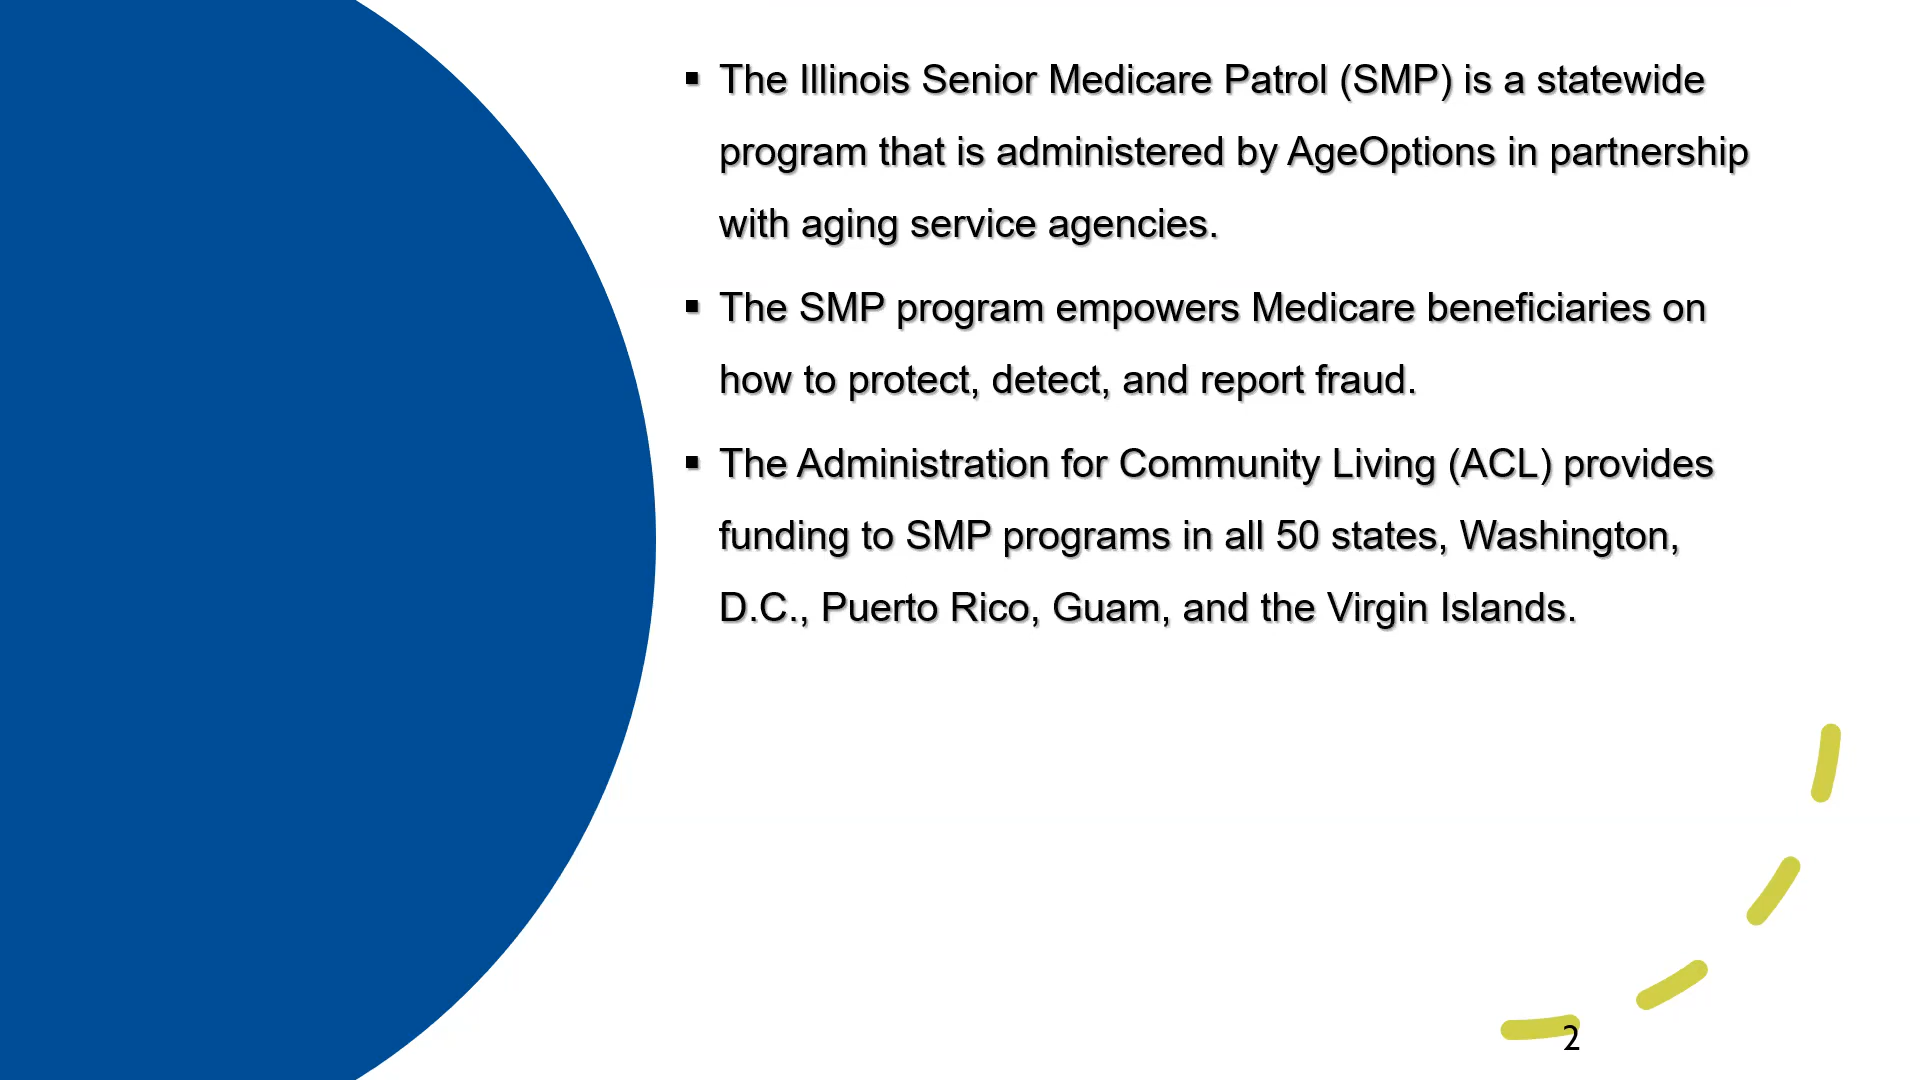 ▪ The Illinois Senior Medicare Patrol (SMP) is a statewide
program that is administered by AgeOptions in partnership
with aging service agencies.
▪ The SMP program empowers Medicare beneficiaries on
how to protect, detect, and report fraud.
▪ The Administration for Community Living (ACL) provides
funding to SMP programs in all 50 states, Washington,
D.C., Puerto Rico, Guam, and the Virgin Islands.
2